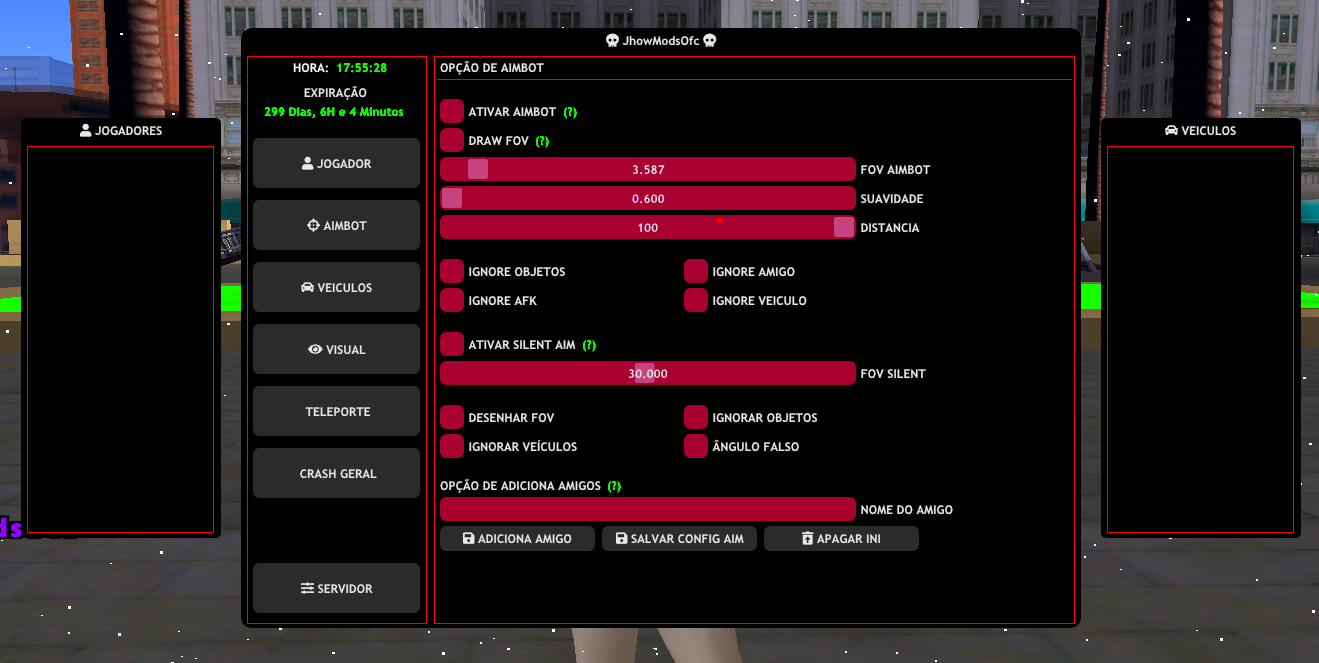 JhowModsOfc
JOGADORES
HORA: 17:55:28
EXPIRAÇÃO
299 Dias, 6H e 4 Minutos
JOGADOR
AIMBOT
VEICULOS
VISUAL
TELEPORTE
CRASH GERAL
SERVIDOR
OPÇÃO DE AIMBOT
ATIVAR AIMBOT (?)
DRAW FOV (?)
3.587 FOV AIMBOT
0.600 SUAVIDADE
100 DISTANCIA
IGNORE OBJETOS IGNORE AMIGO
IGNORE AFK IGNORE VEICULO
ATIVAR SILENT AIM (?)
30.000 FOV SILENT
DESENHAR FOV IGNORAR OBJETOS
IGNORAR VEÍCULOS ÂNGULO FALSO
OPÇÃO DE ADICIONA AMIGOS (?)
NOME DO AMIGO
ADICIONA AMIGO SALVAR CONFIG AIM APAGAR INI
VEICULOS